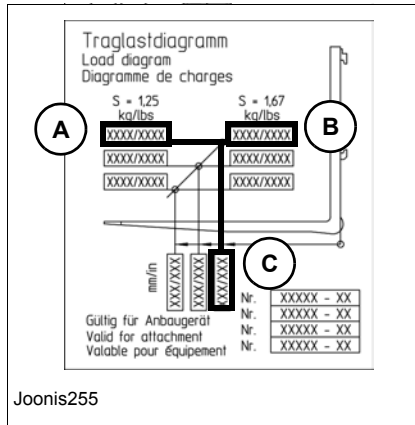 Traglastdiagramm
Load diagram
Diagramme de charges
S = 1,25 S = 1,67
kg/lbs kg/lbs
A XXXX/XXXX XXXX/XXXX B
XXXX/XXXX XXXX/XXXX
XXXX/XXXX XXXX/XXXX
mm/in XXX/XXX XXX/XXX XXX/XXX C
Nr. XXXXX - XX
Gültig für Anbaugerät Nr. XXXXX - XX
Valid for attachment Nr. XXXXX - XX
Valable pour équipement Nr. XXXXX - XX
Joonis255